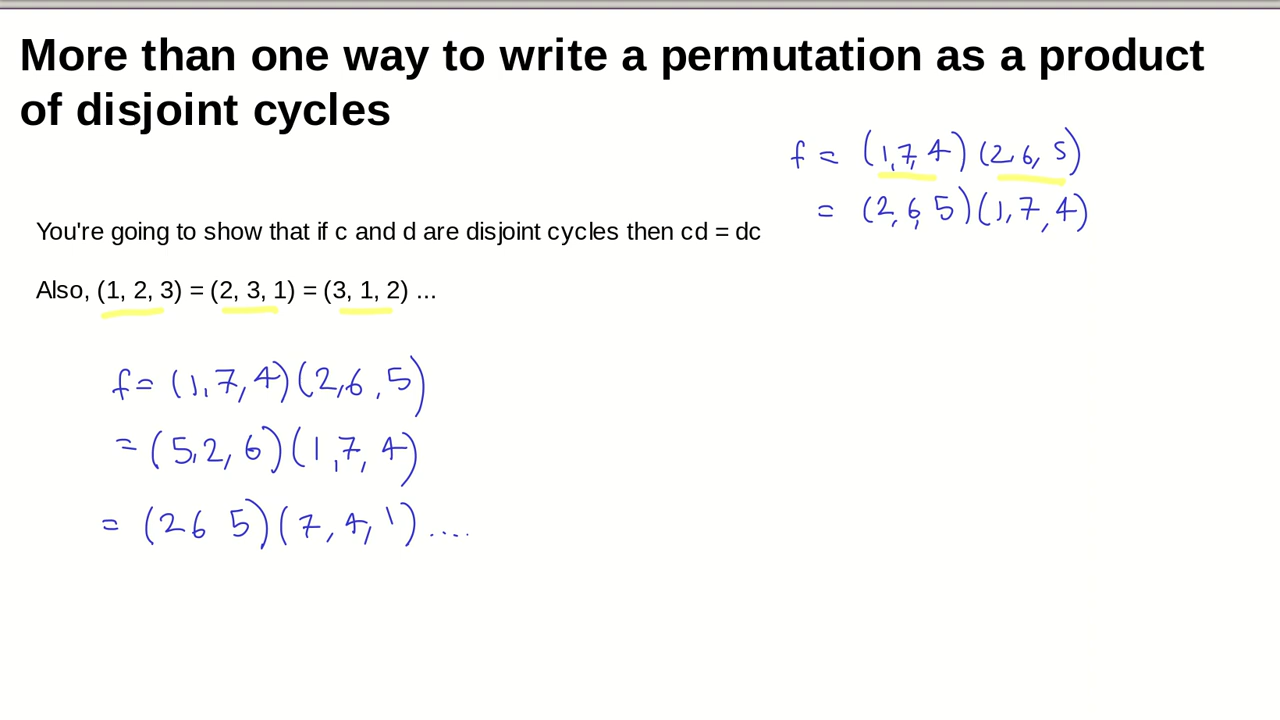 More than one way to write a permutation as a product
of disjoint cycles
f = (1,7,4)(2,6,5)
= (2,6,5)(1,7,4)
You're going to show that if c and d are disjoint cycles then cd = dc
Also, (1, 2, 3) = (2, 3, 1) = (3, 1, 2) ...
f = (1,7,4)(2,6,5)
= (5,2,6)(1,7,4)
= (2 6 5)(7,4,1) ....